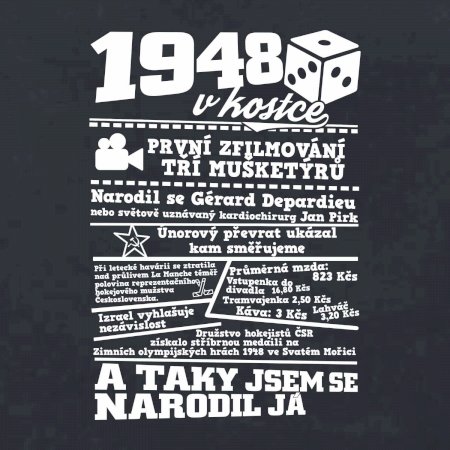 1948
v kostce
PRVNÍ ZFILMOVÁNÍ
TŘÍ MUŠKETÝRŮ
Narodil se Gérard Depardieu
nebo světově uznávaný kardiochirurg Jan Pirk
Únorový převrat ukázal
kam směřujeme
Při letecké havárii se ztratila
nad průlivem La Manche téměř
polovina reprezentačního
hokejového mužstva
Československa.
Průměrná mzda:
823 Kčs
Vstupenka do
divadla 16,80 Kčs
Tramvajenka 2,50 Kčs
Káva: 3 Kčs
Lahváč
3,20 Kčs
Izrael vyhlašuje
nezávislost
Družstvo hokejistů ČSR
získalo stříbrnou medaili na
Zimních olympijských hrách 1948 ve Svatém Mořici
A TAKY JSEM SE
NARODIL JÁ